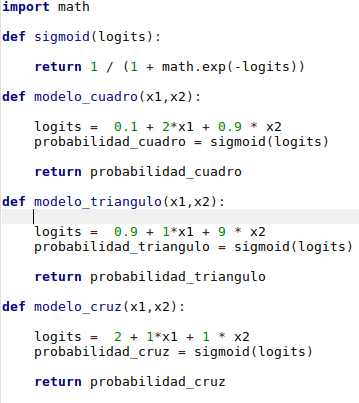 import math
def sigmoid(logits):
return 1 / (1 + math.exp(-logits))
def modelo_cuadro(x1,x2):
logits =  0.1 + 2*x1 + 0.9 * x2
probabilidad_cuadro = sigmoid(logits)
return probabilidad_cuadro
def modelo_triangulo(x1,x2):
logits =  0.9 + 1*x1 + 9 * x2
probabilidad_triangulo = sigmoid(logits)
return probabilidad_triangulo
def modelo_cruz(x1,x2):
logits =  2 + 1*x1 + 1 * x2
probabilidad_cruz = sigmoid(logits)
return probabilidad_cruz